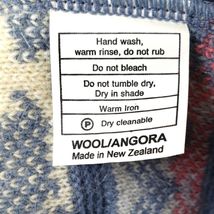 Hand wash,
warm rinse, do not rub
Do not bleach
Do not tumble dry,
Dry in shade
Warm iron
P Dry cleanable
WOOL/ANGORA
Made in New Zealand